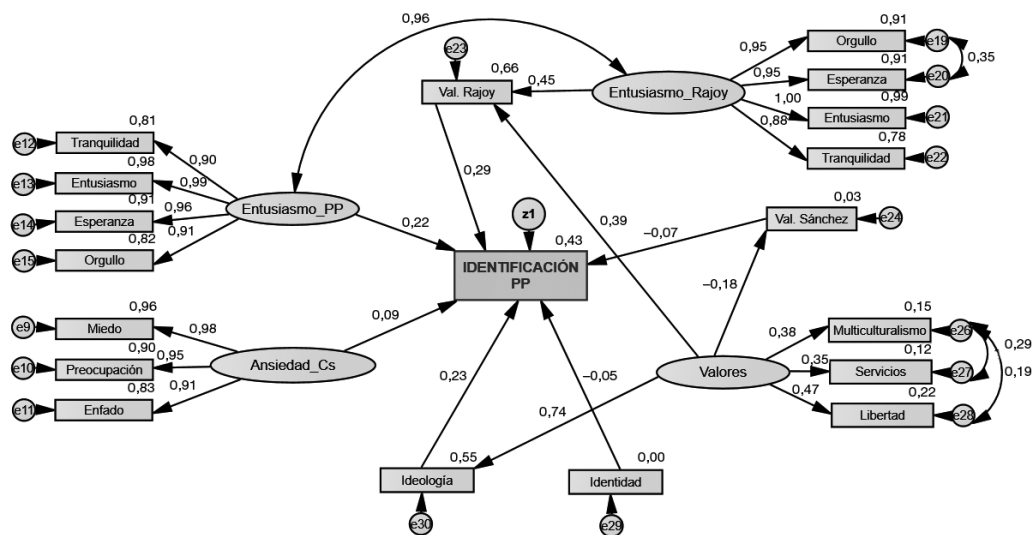 0,96
e23
0,66
Val. Rajoy
0,45
Entusiasmo_Rajoy
0,91
Orgullo
e19
0,95
0,35
0,91
Esperanza
e20
0,95
0,99
Entusiasmo
e21
1,00
0,78
Tranquilidad
e22
0,88
0,81
e12
Tranquilidad
0,90
0,98
e13
Entusiasmo
0,99
0,91
e14
Esperanza
0,96
0,82
e15
Orgullo
0,91
Entusiasmo_PP
0,22
0,29
z1
0,43
IDENTIFICACIÓN
PP
0,39
0,03
Val. Sánchez
e24
–0,07
–0,18
0,96
e9
Miedo
0,98
0,90
e10
Preocupación
0,95
0,83
e11
Enfado
0,91
Ansiedad_Cs
0,09
0,23
–0,05
0,74
Valores
0,15
Multiculturalismo
e26
0,38
0,29
0,12
Servicios
e27
0,35
0,19
0,22
Libertad
e28
0,47
0,55
Ideología
e30
0,00
Identidad
e29